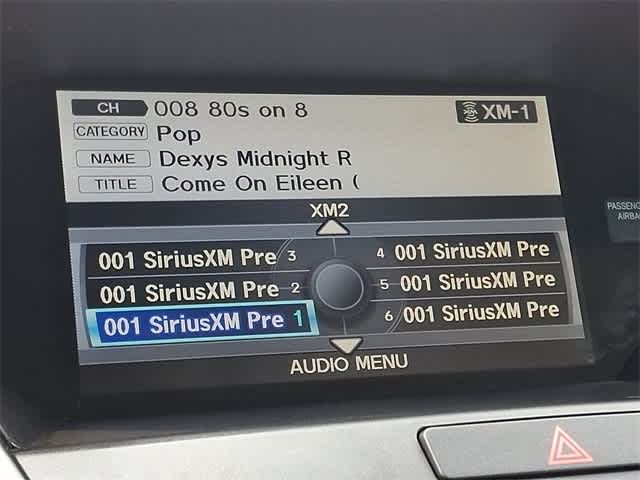 CH 008 80s on 8 XM-1
CATEGORY Pop
NAME Dexys Midnight R
TITLE Come On Eileen (
XM2
001 SiriusXM Pre 3 4 001 SiriusXM Pre
001 SiriusXM Pre 2 5 001 SiriusXM Pre
001 SiriusXM Pre 1 6 001 SiriusXM Pre
AUDIO MENU
PASSENG
AIRBA